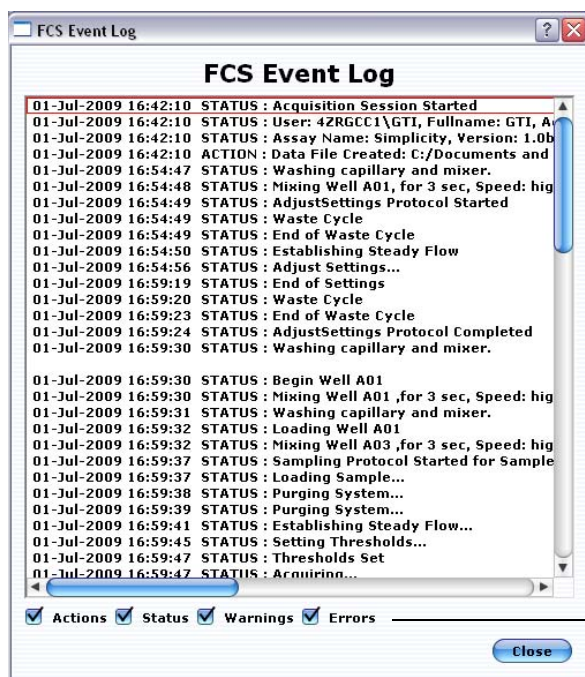 FCS Event Log
FCS Event Log
01-Jul-2009 16:42:10 STATUS : Acquisition Session Started
01-Jul-2009 16:42:10 STATUS : User: 4ZRGCC1\GTI, Fullname: GTI, A
01-Jul-2009 16:42:10 STATUS : Assay Name: Simplicity, Version: 1.0b
01-Jul-2009 16:42:10 ACTION : Data File Created: C:/Documents and
01-Jul-2009 16:54:47 STATUS : Washing capillary and mixer.
01-Jul-2009 16:54:48 STATUS : Mixing Well A01, for 3 sec, Speed: hig
01-Jul-2009 16:54:49 STATUS : AdjustSettings Protocol Started
01-Jul-2009 16:54:49 STATUS : Waste Cycle
01-Jul-2009 16:54:49 STATUS : End of Waste Cycle
01-Jul-2009 16:54:50 STATUS : Establishing Steady Flow
01-Jul-2009 16:54:56 STATUS : Adjust Settings...
01-Jul-2009 16:59:19 STATUS : End of Settings
01-Jul-2009 16:59:20 STATUS : Waste Cycle
01-Jul-2009 16:59:23 STATUS : End of Waste Cycle
01-Jul-2009 16:59:24 STATUS : AdjustSettings Protocol Completed
01-Jul-2009 16:59:30 STATUS : Washing capillary and mixer.
01-Jul-2009 16:59:30 STATUS : Begin Well A01
01-Jul-2009 16:59:30 STATUS : Mixing Well A01 ,for 3 sec, Speed: hig
01-Jul-2009 16:59:31 STATUS : Washing capillary and mixer.
01-Jul-2009 16:59:32 STATUS : Loading Well A01
01-Jul-2009 16:59:32 STATUS : Mixing Well A03 ,for 3 sec, Speed: hig
01-Jul-2009 16:59:37 STATUS : Sampling Protocol Started for Sample
01-Jul-2009 16:59:37 STATUS : Loading Sample...
01-Jul-2009 16:59:38 STATUS : Purging System...
01-Jul-2009 16:59:39 STATUS : Purging System...
01-Jul-2009 16:59:41 STATUS : Establishing Steady Flow...
01-Jul-2009 16:59:45 STATUS : Setting Thresholds...
01-Jul-2009 16:59:47 STATUS : Thresholds Set
01-Jul-2009 16:59:47 STATUS : Acquiring...
Actions Status Warnings Errors
Close